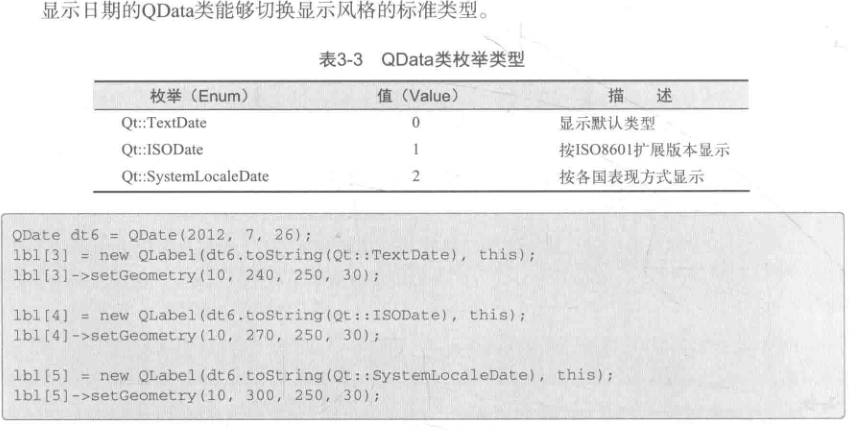 显示日期的QData类能够切换显示风格的标准类型。
表3-3 QData类枚举类型
枚举（Enum） 值（Value） 描 述
Qt::TextDate 0 显示默认类型
Qt::ISODate 1 按ISO8601扩展版本显示
Qt::SystemLocaleDate 2 按各国表现方式显示
QDate dt6 = QDate(2012, 7, 26);
lbl[3] = new QLabel(dt6.toString(Qt::TextDate), this);
lbl[3]->setGeometry(10, 240, 250, 30);
lbl[4] = new QLabel(dt6.toString(Qt::ISODate), this);
lbl[4]->setGeometry(10, 270, 250, 30);
lbl[5] = new QLabel(dt6.toString(Qt::SystemLocaleDate), this);
lbl[5]->setGeometry(10, 300, 250, 30);